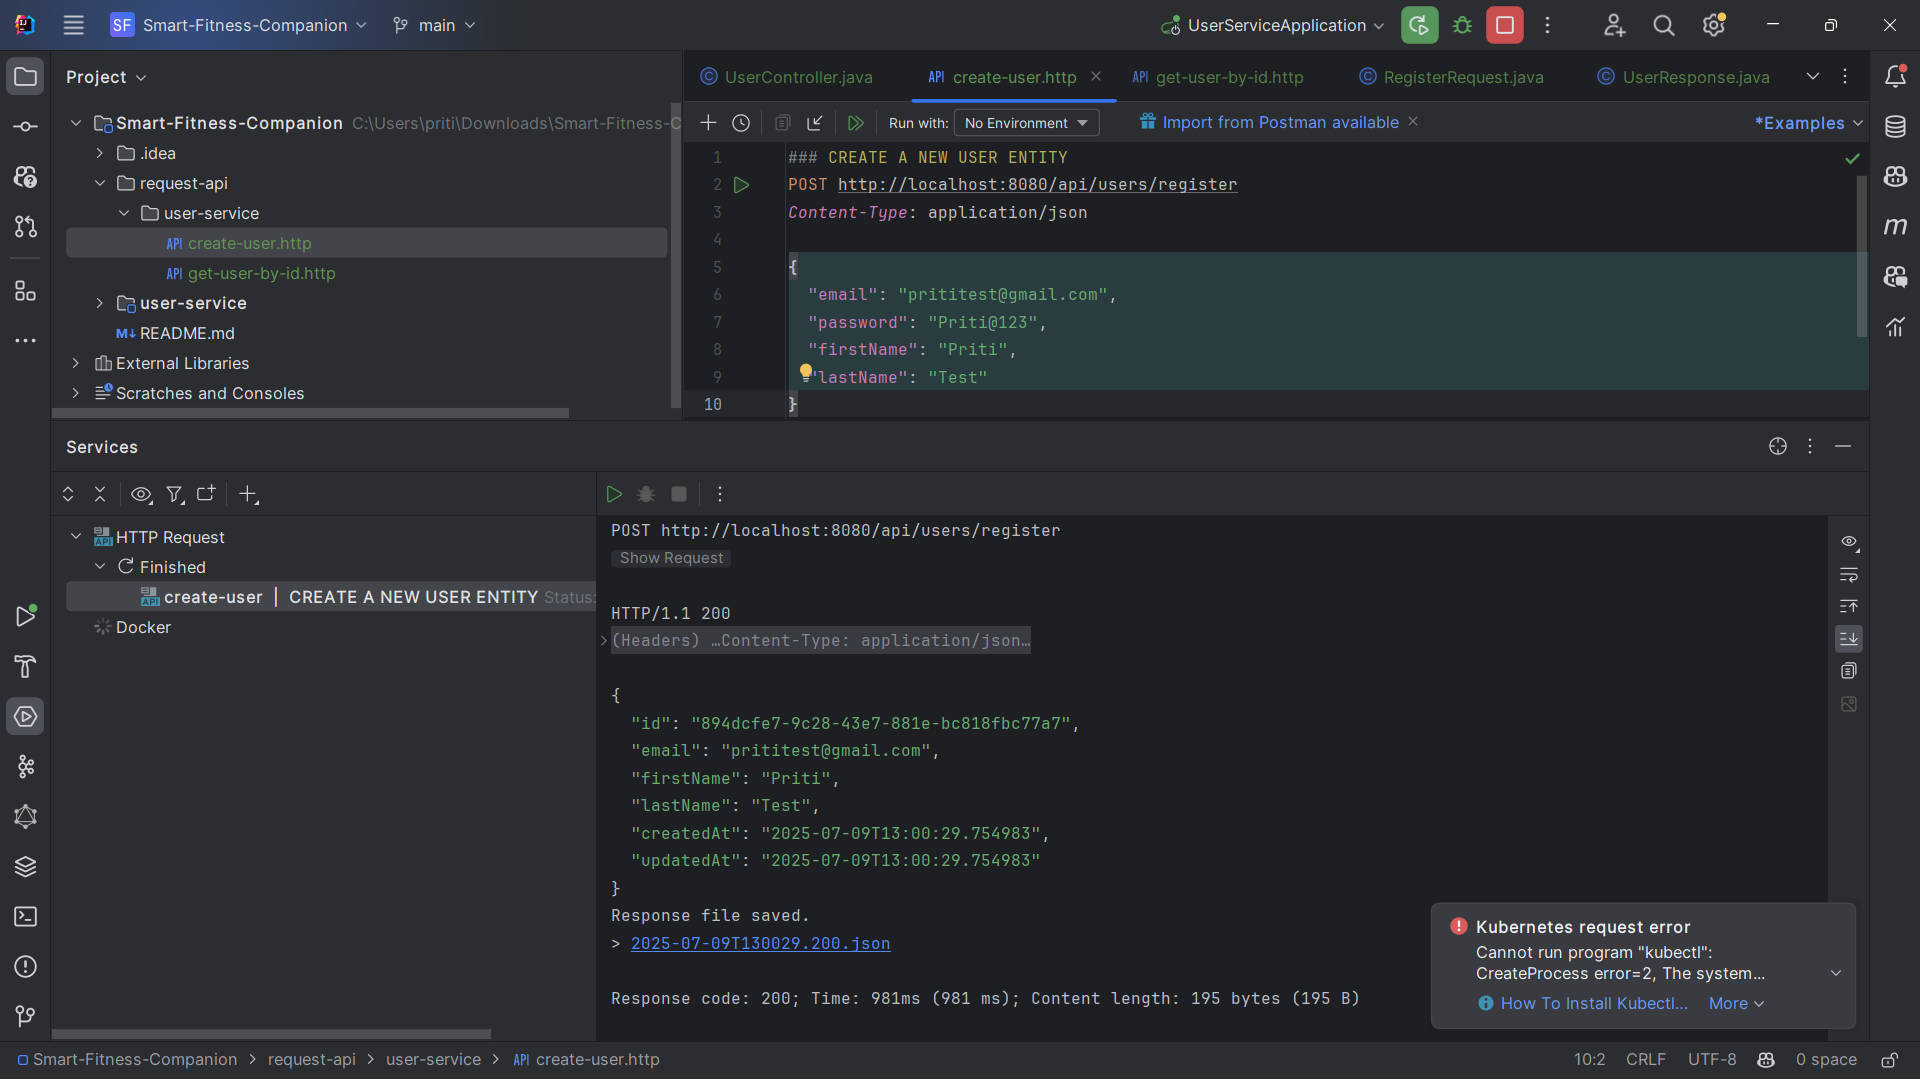 SF Smart-Fitness-Companion main UserServiceApplication
Project
Smart-Fitness-Companion C:\Users\priti\Downloads\Smart-Fitness-C
.idea
request-api
user-service
API create-user.http
API get-user-by-id.http
user-service
M↓ README.md
External Libraries
Scratches and Consoles
UserController.java API create-user.http API get-user-by-id.http RegisterRequest.java UserResponse.java
Run with: No Environment Import from Postman available *Examples
1 ### CREATE A NEW USER ENTITY
2 POST http://localhost:8080/api/users/register
3 Content-Type: application/json
4
5 {
6 "email": "prititest@gmail.com",
7 "password": "Priti@123",
8 "firstName": "Priti",
9 "lastName": "Test"
10 }
Services
HTTP Request
Finished
create-user | CREATE A NEW USER ENTITY Status:
Docker
POST http://localhost:8080/api/users/register
Show Request
HTTP/1.1 200
(Headers) …Content-Type: application/json…
{
"id": "894dcfe7-9c28-43e7-881e-bc818fbc77a7",
"email": "prititest@gmail.com",
"firstName": "Priti",
"lastName": "Test",
"createdAt": "2025-07-09T13:00:29.754983",
"updatedAt": "2025-07-09T13:00:29.754983"
}
Response file saved.
> 2025-07-09T130029.200.json
Response code: 200; Time: 981ms (981 ms); Content length: 195 bytes (195 B)
Kubernetes request error
Cannot run program "kubectl":
CreateProcess error=2, The system...
How To Install Kubectl... More
Smart-Fitness-Companion > request-api > user-service > API create-user.http 10:2 CRLF UTF-8 0 space